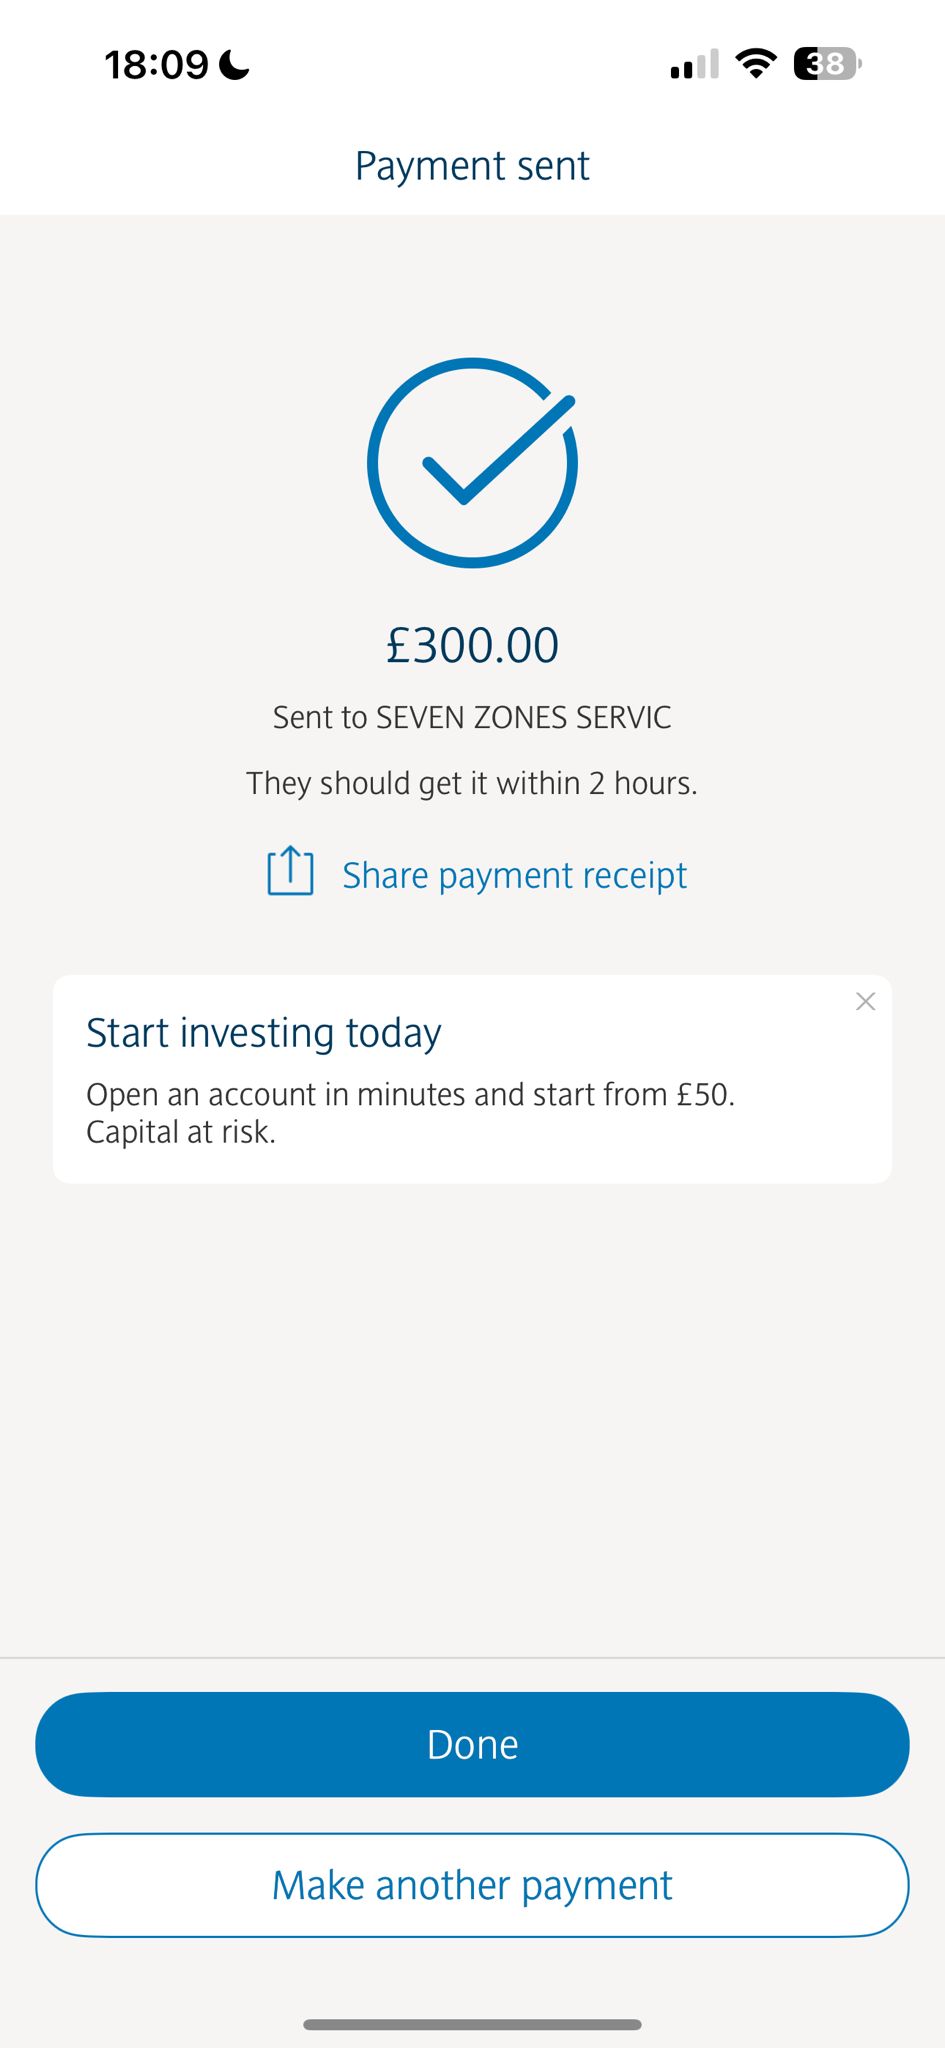 18:09
38
Payment sent
£300.00
Sent to SEVEN ZONES SERVIC
They should get it within 2 hours.
Share payment receipt
Start investing today
Open an account in minutes and start from £50.
Capital at risk.
Done
Make another payment